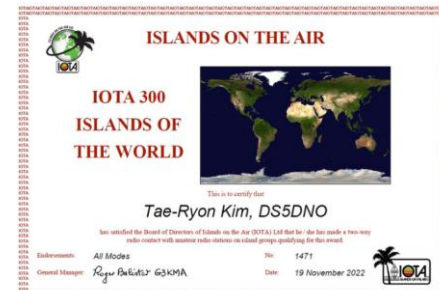 ISLANDS ON THE AIR
IOTA
IOTA 300
ISLANDS OF
THE WORLD
This is to certify that
Tae-Ryon Kim, DS5DNO
has satisfied the Board of Directors of Islands on the Air (IOTA) Ltd that he / she has made a two-way
radio contact with amateur radio stations on island groups qualifying for this award.
Endorsements All Modes No: 1471
General Manager Roger Balister G3KMA Date: 19 November 2022
IOTA